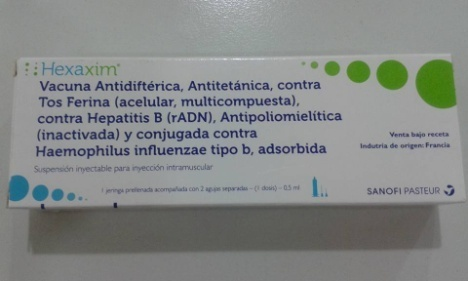 Hexaxim®
Vacuna Antidiftérica, Antitetánica, contra
Tos Ferina (acelular, multicompuesta),
contra Hepatitis B (rADN), Antipoliomielítica
(inactivada) y conjugada contra
Haemophilus influenzae tipo b, adsorbida
Suspensión inyectable para inyección intramuscular
1 jeringa prellenada acompañada con 2 agujas separadas – (1 dosis) – 0,5 ml
Venta bajo receta
Industria de origen: Francia
SANOFI PASTEUR